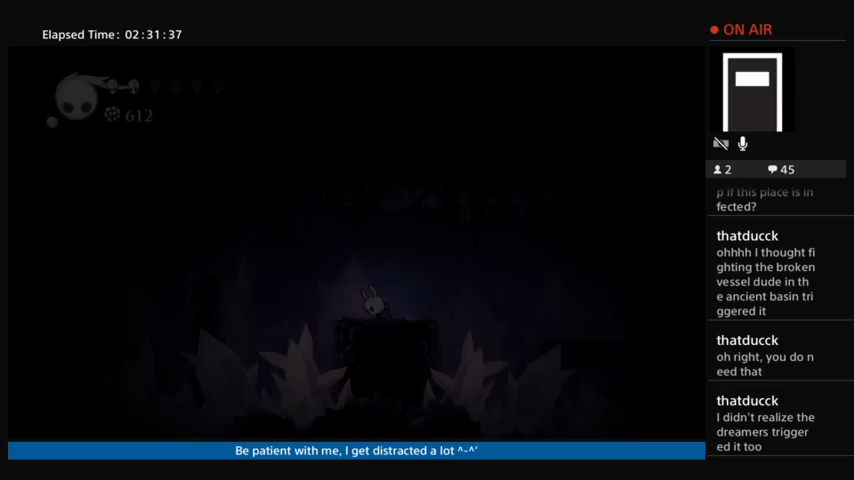 Elapsed Time: 02:31:37
ON AIR
612
2
45
p if this place is in
fected?
thatducck
ohhhh I thought fi
ghting the broken
vessel dude in th
e ancient basin tri
ggered it
thatducck
oh right, you do n
eed that
thatducck
I didn't realize the
dreamers trigger
ed it too
Be patient with me, I get distracted a lot ^-^'